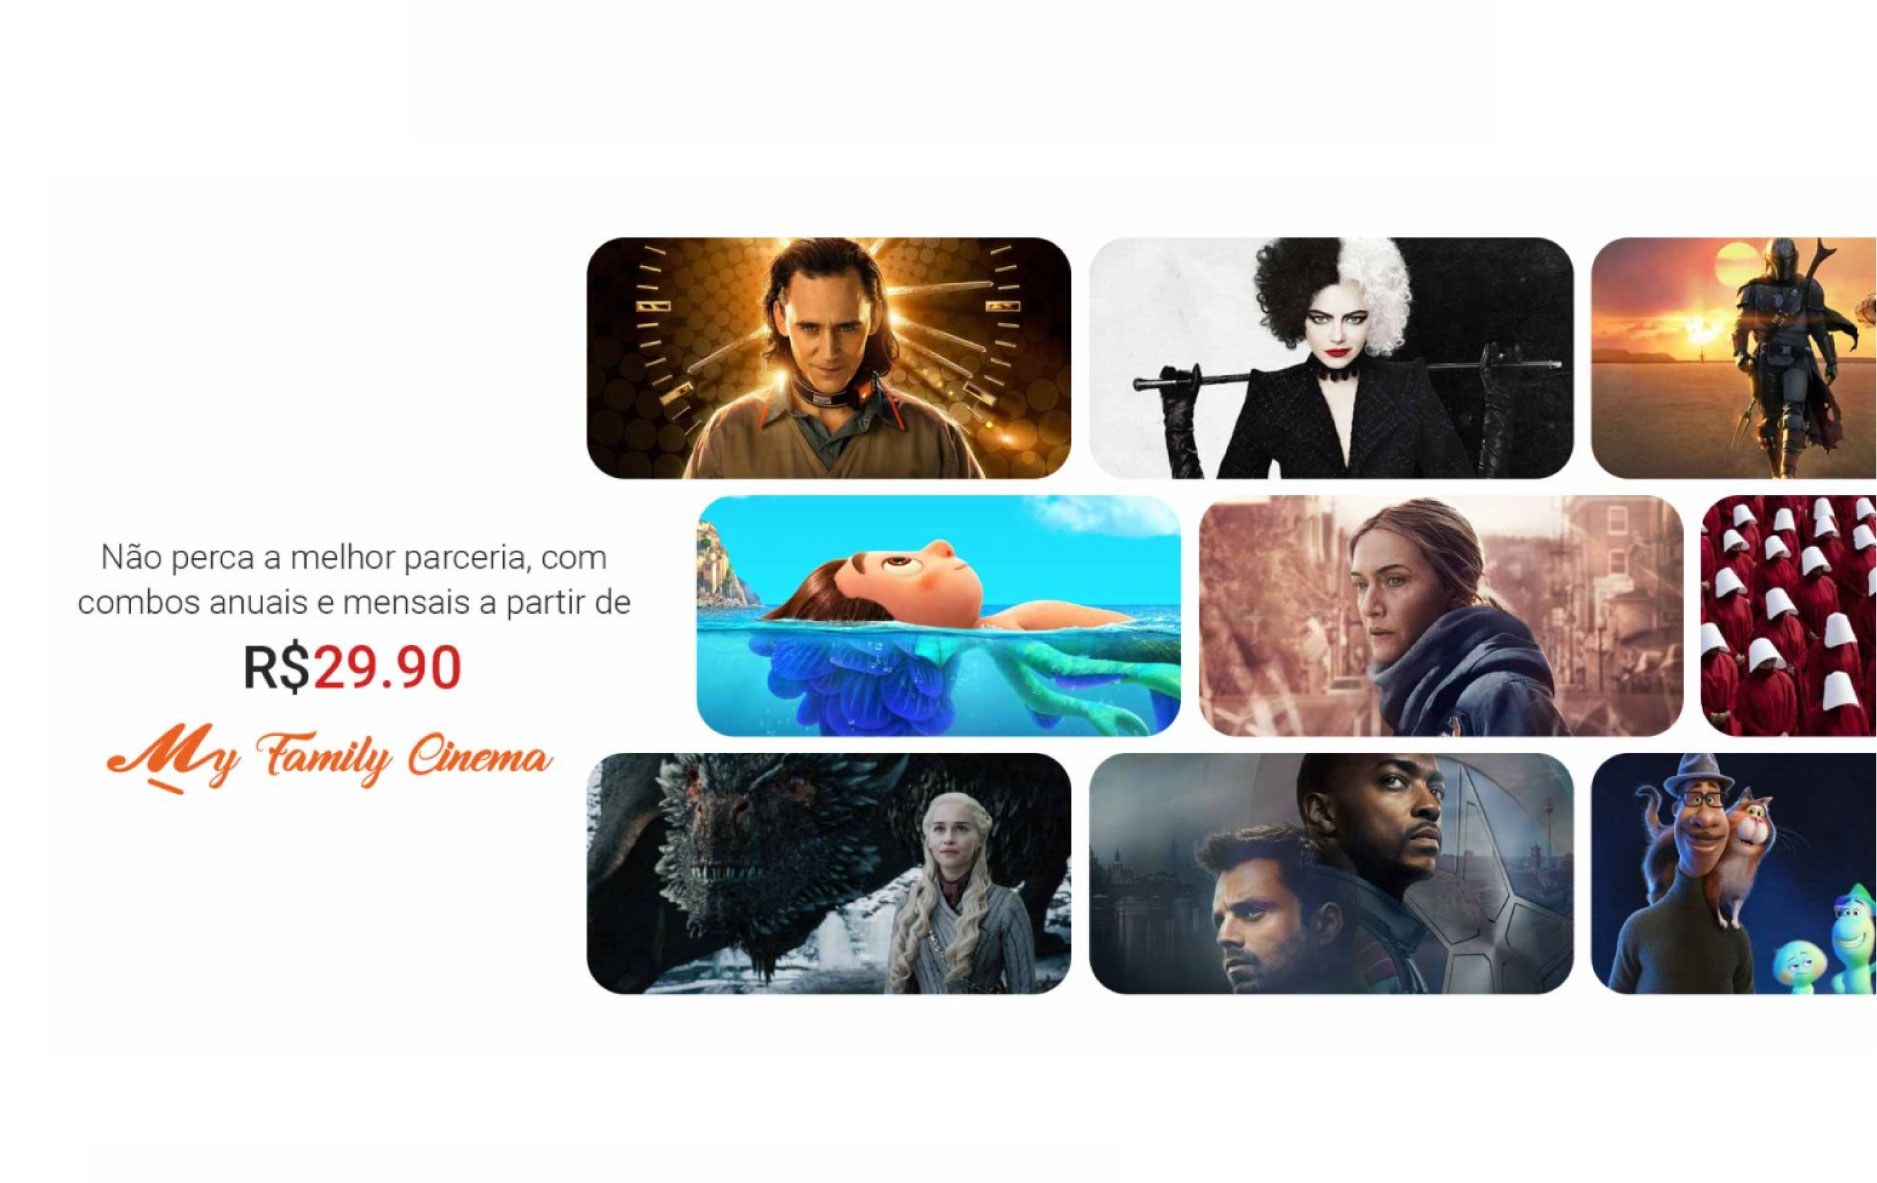 Não perca a melhor parceria, com
combos anuais e mensais a partir de
R$29.90
My Family Cinema